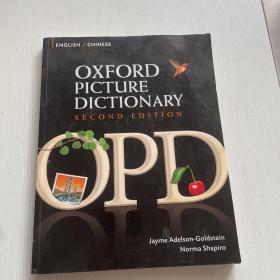 ENGLISH / CHINESE
OXFORD
PICTURE
DICTIONARY
SECOND EDITION
OPD
Jayme Adelson-Goldstein
Norma Shapiro